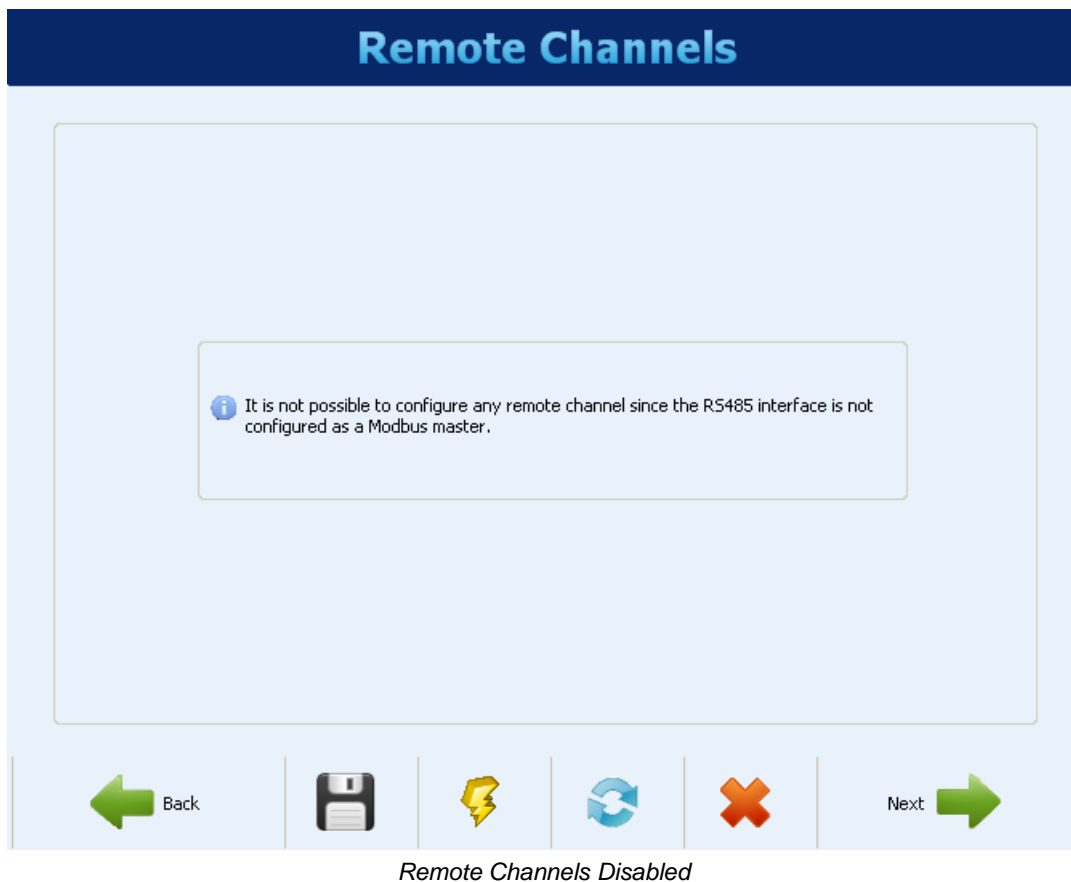 Remote Channels
It is not possible to configure any remote channel since the RS485 interface is not
configured as a Modbus master.
Back
Next
Remote Channels Disabled